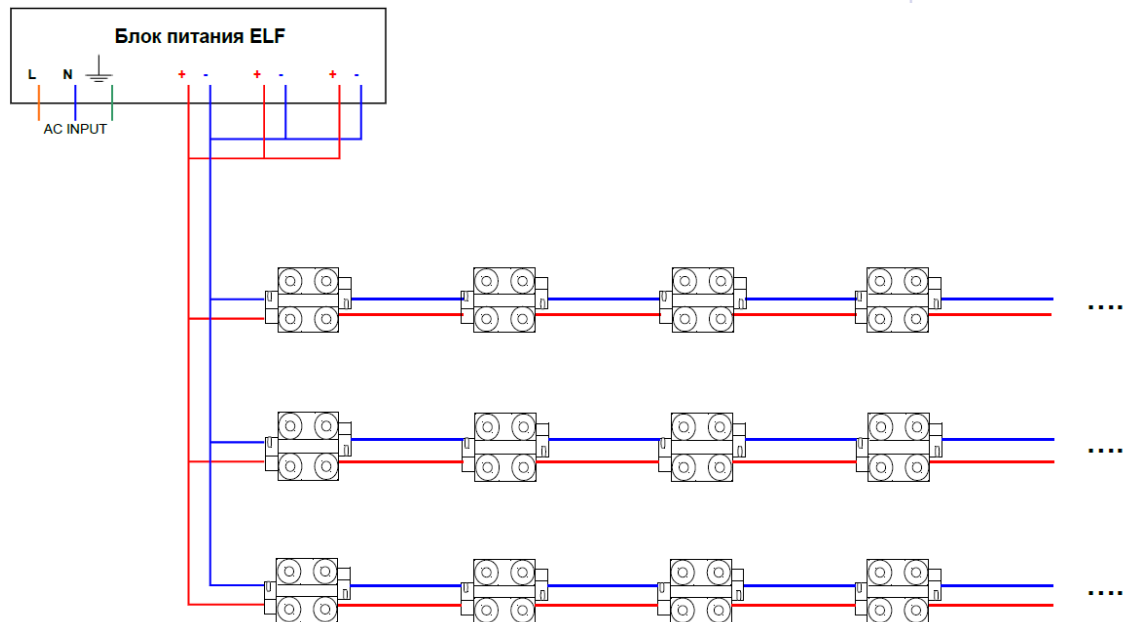 Блок питания ELF
L N + - + - + -
AC INPUT
....
....
....